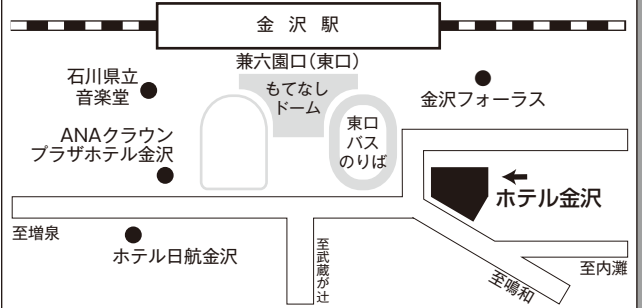 金沢駅
兼六園口(東口)
もてなし
ドーム
石川県立
音楽堂
金沢フォーラス
東口
バス
のりば
ANAクラウン
プラザホテル金沢
ホテル金沢
至増泉
ホテル日航金沢
至武蔵が辻
至鳴和
至内灘